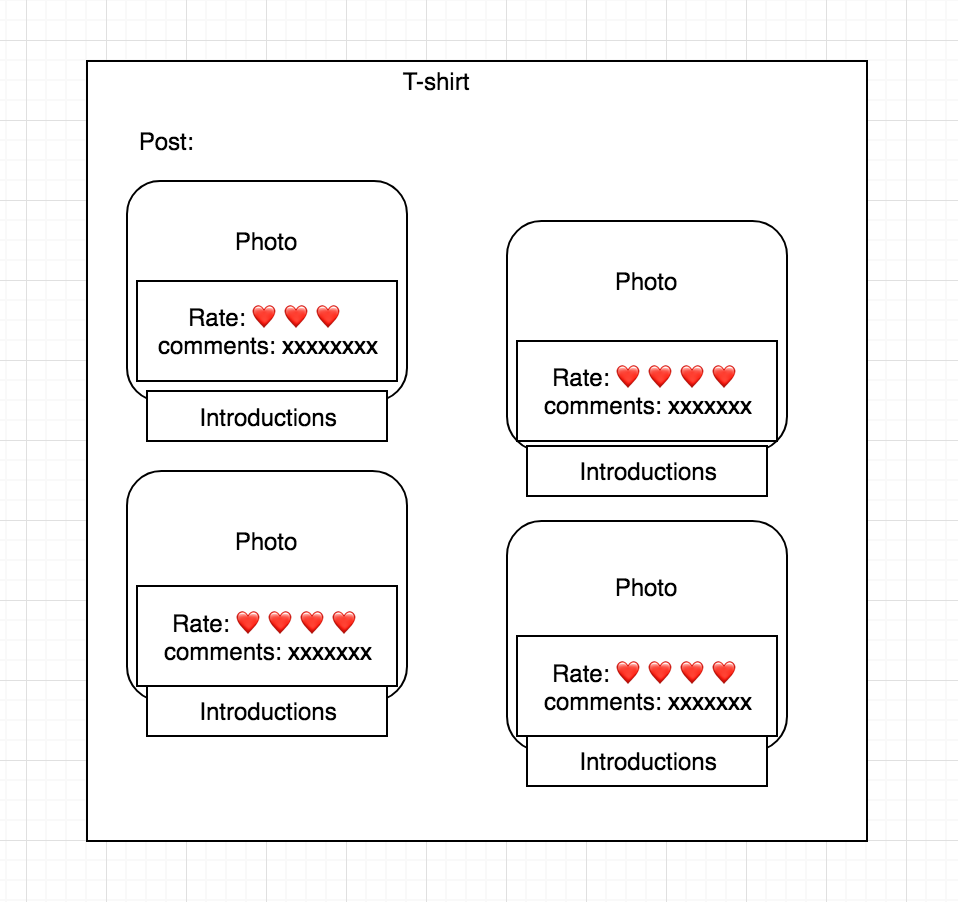 T-shirt
Post:
Photo
Rate: ❤️ ❤️ ❤️
comments: xxxxxxxx
Introductions
Photo
Rate: ❤️ ❤️ ❤️ ❤️
comments: xxxxxxx
Introductions
Photo
Rate: ❤️ ❤️ ❤️ ❤️
comments: xxxxxxx
Introductions
Photo
Rate: ❤️ ❤️ ❤️ ❤️
comments: xxxxxxx
Introductions